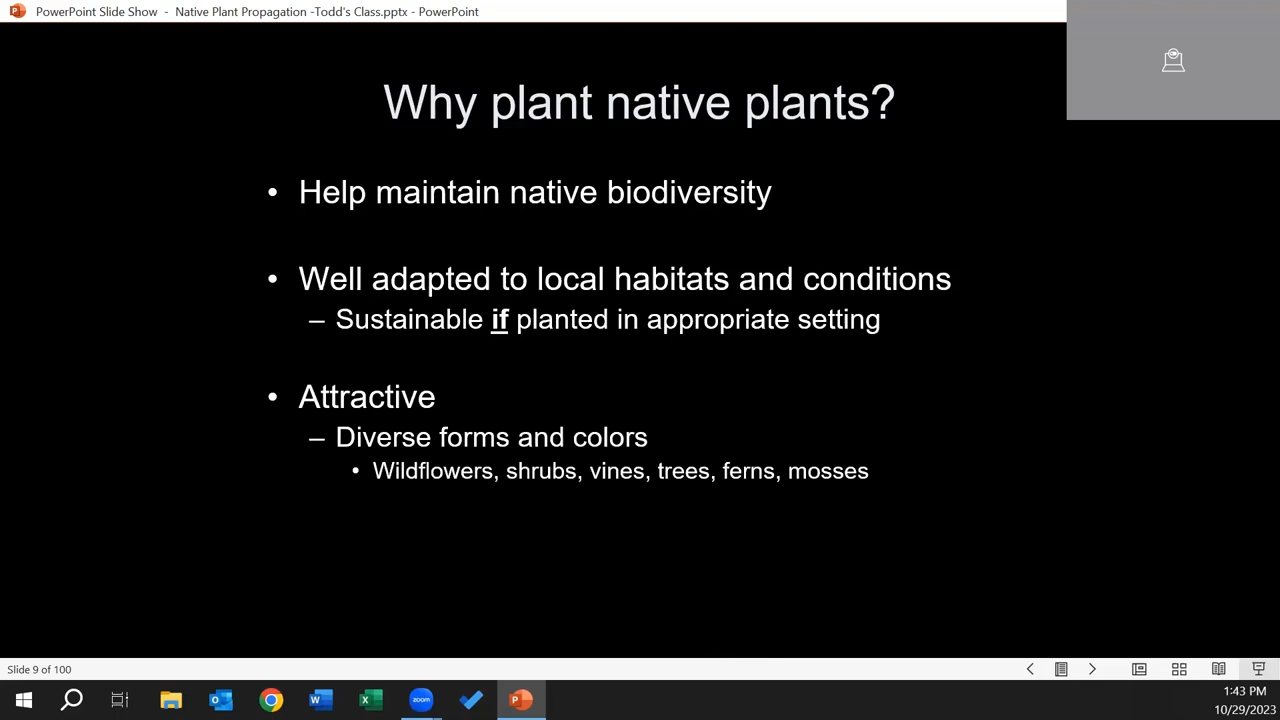 PowerPoint Slide Show - Native Plant Propagation -Todd's Class.pptx - PowerPoint
Why plant native plants?
• Help maintain native biodiversity
• Well adapted to local habitats and conditions
– Sustainable if planted in appropriate setting
• Attractive
– Diverse forms and colors
• Wildflowers, shrubs, vines, trees, ferns, mosses
Slide 9 of 100
zoom
1:43 PM
10/29/2023